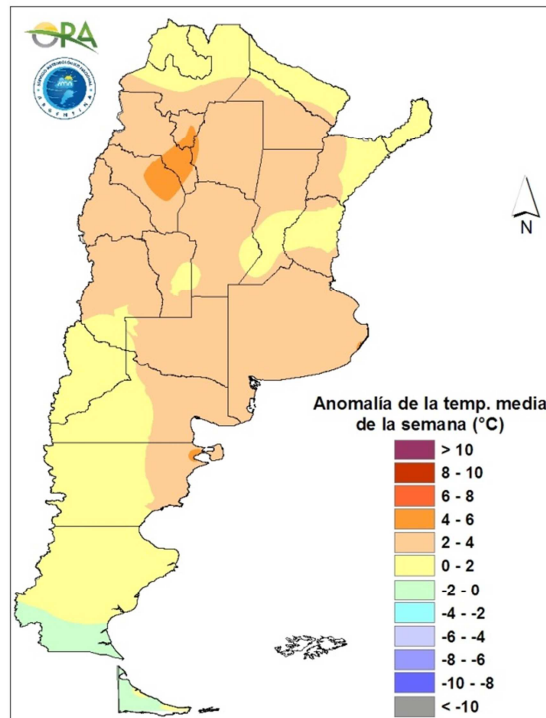 ORA
N
Anomalía de la temp. media
de la semana (°C)
> 10
8 - 10
6 - 8
4 - 6
2 - 4
0 - 2
-2 - 0
-4 - -2
-6 - -4
-8 - -6
-10 - -8
< -10